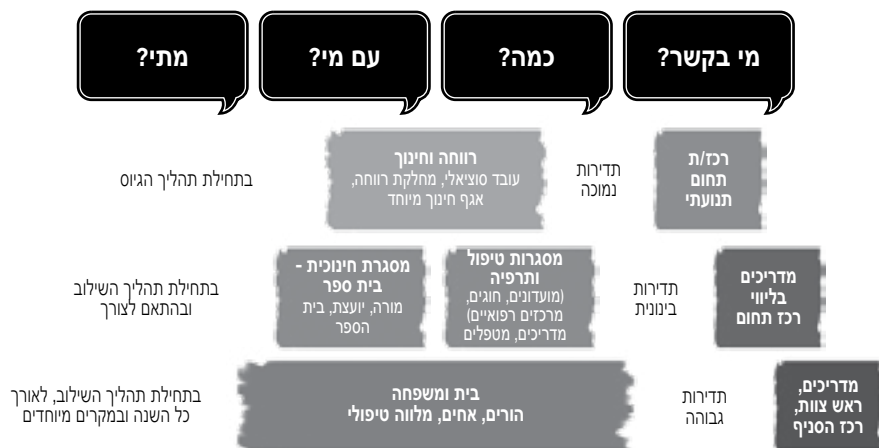 מי בקשר?
כמה?
עם מי?
מתי?
רכז/ת
תחום
תנועתי
תדירות
נמוכה
רווחה וחינוך
עובד סוציאלי, מחלקת רווחה,
אגף חינוך מיוחד
בתחילת תהליך הגיוס
מדריכים
בליווי
רכז תחום
תדירות
בינונית
מסגרות טיפול
ותרפיה
(מועדונים, חוגים,
מרכזים רפואיים)
מדריכים, מטפלים
מסגרת חינוכית -
בית ספר
מורה, יועצת, בית
הספר
בתחילת תהליך השילוב
ובהתאם לצורך
מדריכים,
ראש צוות,
רכז הסניף
תדירות
גבוהה
בית ומשפחה
הורים, אחים, מלווה טיפולי
בתחילת תהליך השילוב, לאורך
כל השנה ובמקרים מיוחדים